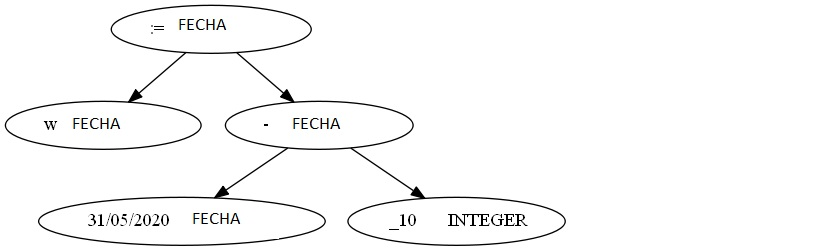 := FECHA
w FECHA
- FECHA
31/05/2020 FECHA
_10 INTEGER